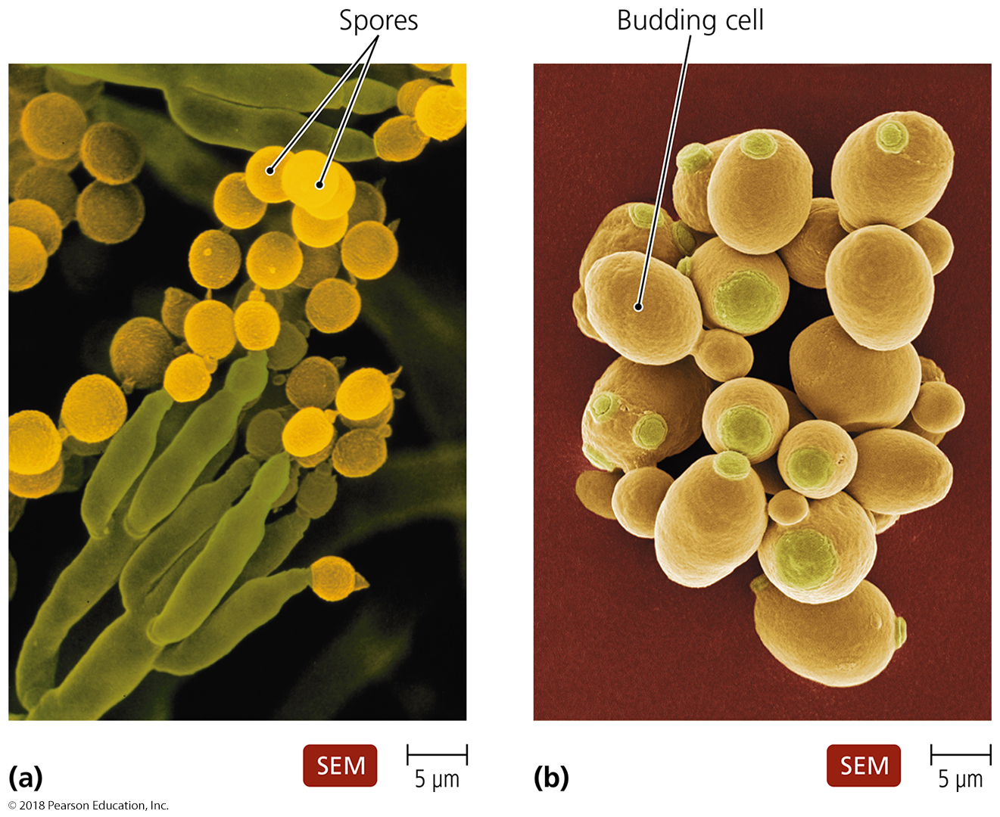 Spores
Budding cell
(a)
SEM
5 µm
(b)
SEM
5 µm
© 2018 Pearson Education, Inc.